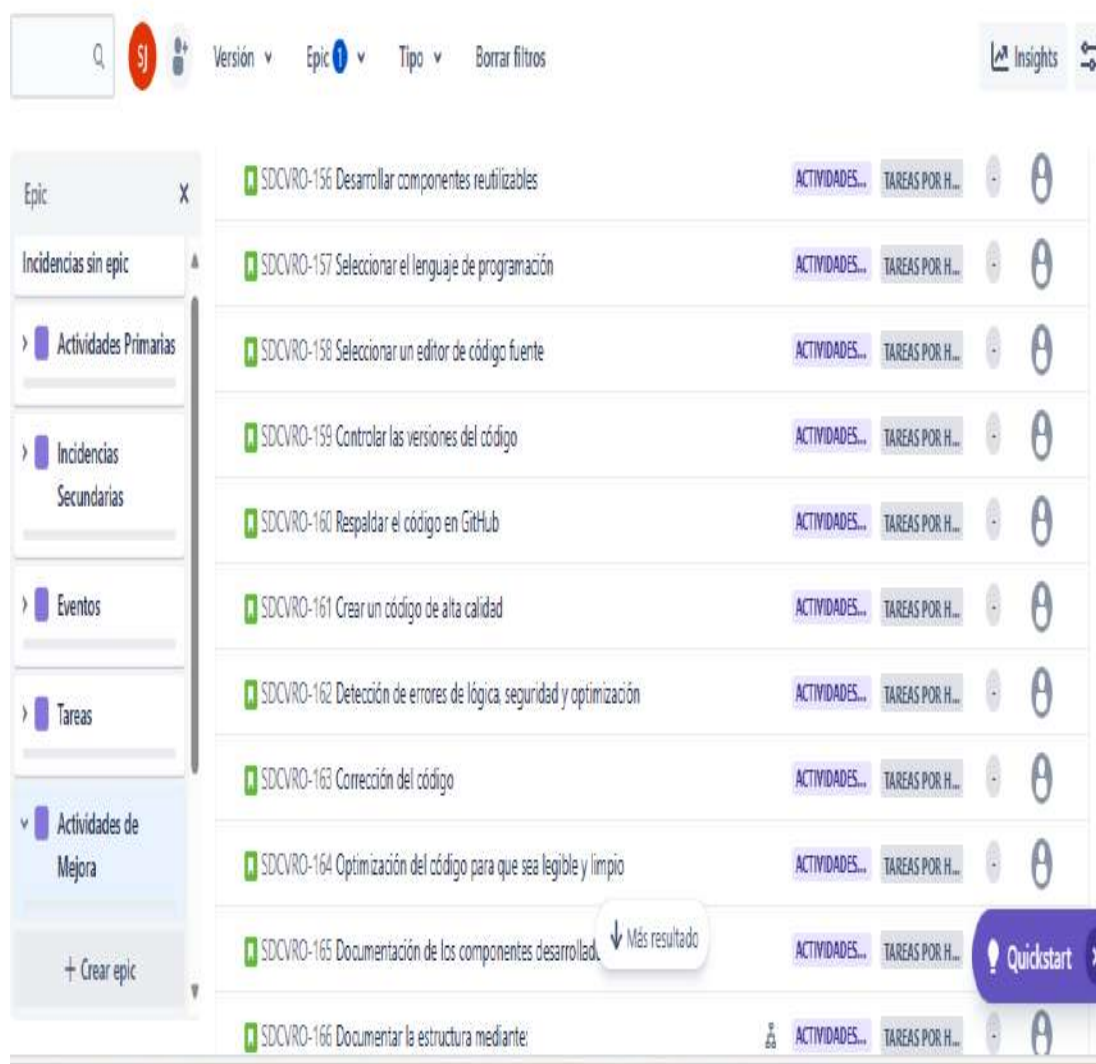 SJ Versión Epic 1 Tipo Borrar filtros Insights
Epic X
Incidencias sin epic
Actividades Primarias
Incidencias
Secundarias
Eventos
Tareas
Actividades de
Mejora
+ Crear epic
SDCVRO-156 Desarrollar componentes reutilizables ACTIVIDADES... TAREAS POR H... -
SDCVRO-157 Seleccionar el lenguaje de programación ACTIVIDADES... TAREAS POR H... -
SDCVRO-158 Seleccionar un editor de código fuente ACTIVIDADES... TAREAS POR H... -
SDCVRO-159 Controlar las versiones del código ACTIVIDADES... TAREAS POR H... -
SDCVRO-160 Respaldar el código en GitHub ACTIVIDADES... TAREAS POR H... -
SDCVRO-161 Crear un código de alta calidad ACTIVIDADES... TAREAS POR H... -
SDCVRO-162 Detección de errores de lógica, seguridad y optimización ACTIVIDADES... TAREAS POR H... -
SDCVRO-163 Corrección del código ACTIVIDADES... TAREAS POR H... -
SDCVRO-164 Optimización del código para que sea legible y limpio ACTIVIDADES... TAREAS POR H... -
SDCVRO-165 Documentación de los componentes ACTIVIDADES... TAREAS POR H...
Más resultado
Quickstart
SDCVRO-166 Documentar la estructura mediante: ACTIVIDADES... TAREAS POR H... -